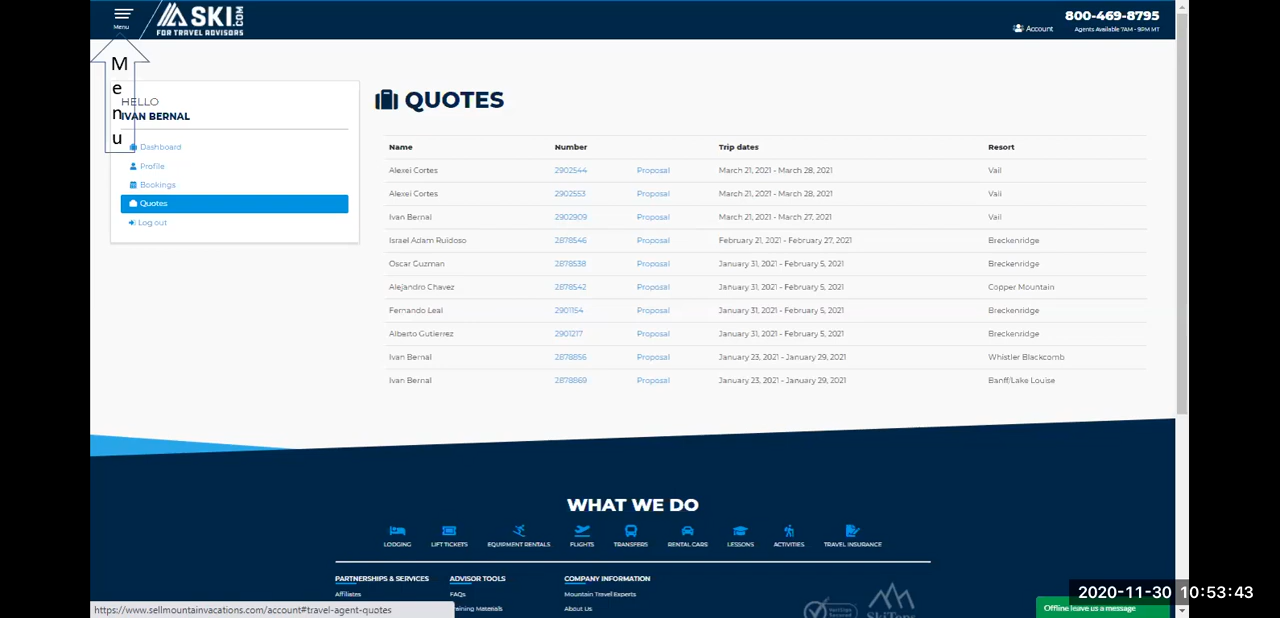 Menu
ASKI.COM
FOR TRAVEL ADVISORS
800-469-8795
Account
Agents Available 7AM - 9PM MT
Menu
HELLO
IVAN BERNAL
Dashboard
Profile
Bookings
Quotes
Log out
QUOTES
Name Number Trip dates Resort
Alexei Cortes 2902544 Proposal March 21, 2021 - March 28, 2021 Vail
Alexei Cortes 2902553 Proposal March 21, 2021 - March 28, 2021 Vail
Ivan Bernal 2902909 Proposal March 21, 2021 - March 27, 2021 Vail
Israel Adam Ruidoso 2878546 Proposal February 21, 2021 - February 27, 2021 Breckenridge
Oscar Guzman 2878538 Proposal January 31, 2021 - February 5, 2021 Breckenridge
Alejandro Chavez 2878542 Proposal January 31, 2021 - February 5, 2021 Copper Mountain
Fernando Leal 2901154 Proposal January 31, 2021 - February 5, 2021 Breckenridge
Alberto Gutierrez 2901217 Proposal January 31, 2021 - February 5, 2021 Breckenridge
Ivan Bernal 2878856 Proposal January 23, 2021 - January 29, 2021 Whistler Blackcomb
Ivan Bernal 2878869 Proposal January 23, 2021 - January 29, 2021 Banff/Lake Louise
WHAT WE DO
LODGING LIFT TICKETS EQUIPMENT RENTALS FLIGHTS TRANSFERS RENTAL CARS LESSONS ACTIVITIES TRAVEL INSURANCE
PARTNERSHIPS & SERVICES ADVISOR TOOLS COMPANY INFORMATION
Affiliates FAQs Mountain Travel Experts
Training Materials About Us
https://www.sellmountainvacations.com/account#travel-agent-quotes
2020-11-30 10:53:43
Offline leave us a message